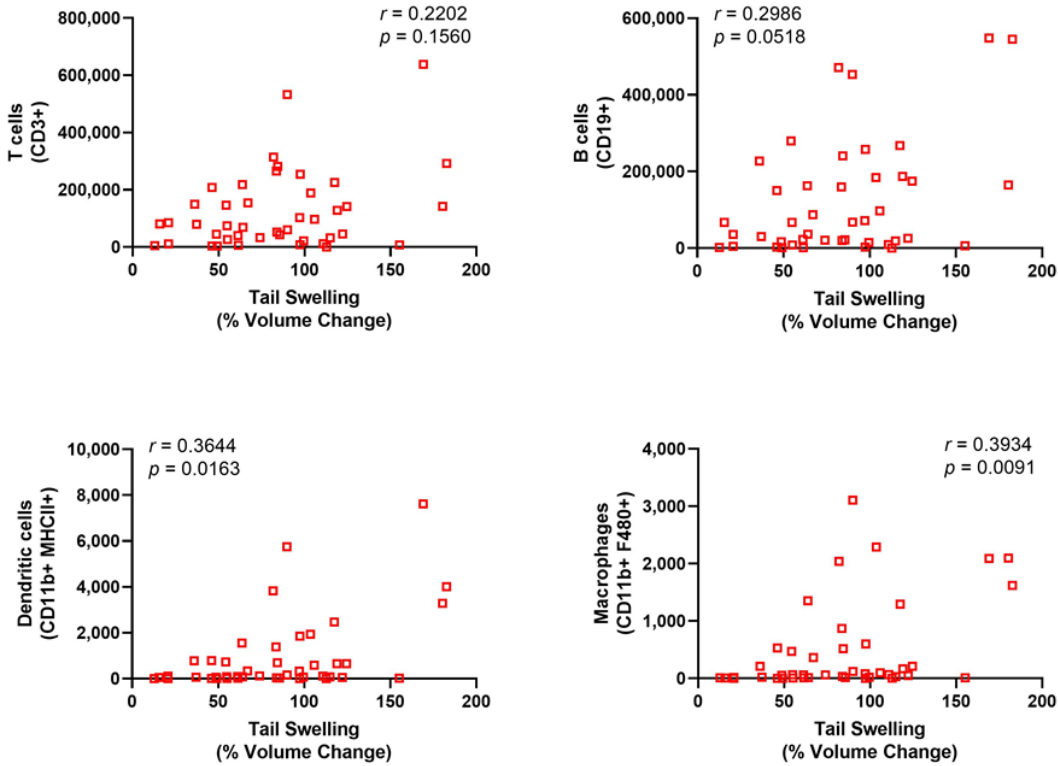 r = 0.2202
p = 0.1560
T cells
(CD3+)
800,000
600,000
400,000
200,000
0
0 50 100 150 200
Tail Swelling
(% Volume Change)
r = 0.2986
p = 0.0518
B cells
(CD19+)
600,000
400,000
200,000
0
0 50 100 150 200
Tail Swelling
(% Volume Change)
r = 0.3644
p = 0.0163
Dendritic cells
(CD11b+ MHCII+)
10,000
8,000
6,000
4,000
2,000
0
0 50 100 150 200
Tail Swelling
(% Volume Change)
r = 0.3934
p = 0.0091
Macrophages
(CD11b+ F480+)
4,000
3,000
2,000
1,000
0
0 50 100 150 200
Tail Swelling
(% Volume Change)